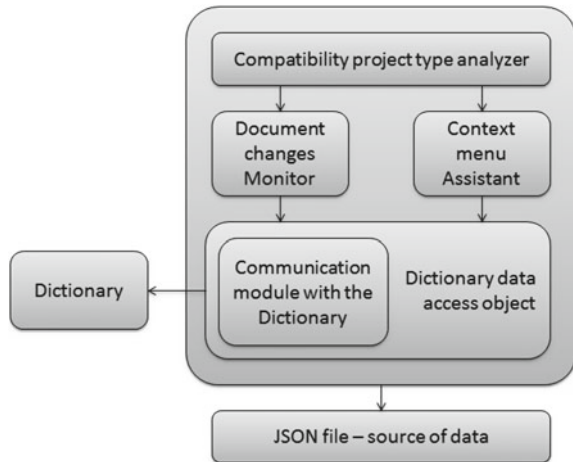 Compatibility project type analyzer
Document
changes
Monitor
Context
menu
Assistant
Dictionary
Communication
module with the
Dictionary
Dictionary data
access object
JSON file – source of data